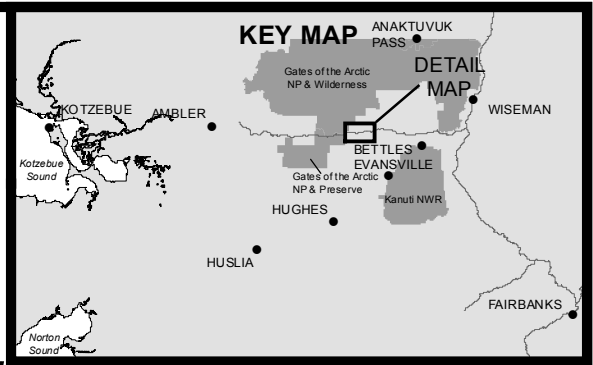 KEY MAP
ANAKTUVUK
PASS
Gates of the Arctic
NP & Wilderness
DETAIL
MAP
KOTZEBUE
AMBLER
WISEMAN
Kotzebue
Sound
BETTLES
EVANSVILLE
Gates of the Arctic
NP & Preserve
Kanuti NWR
HUGHES
HUSLIA
FAIRBANKS
Norton
Sound